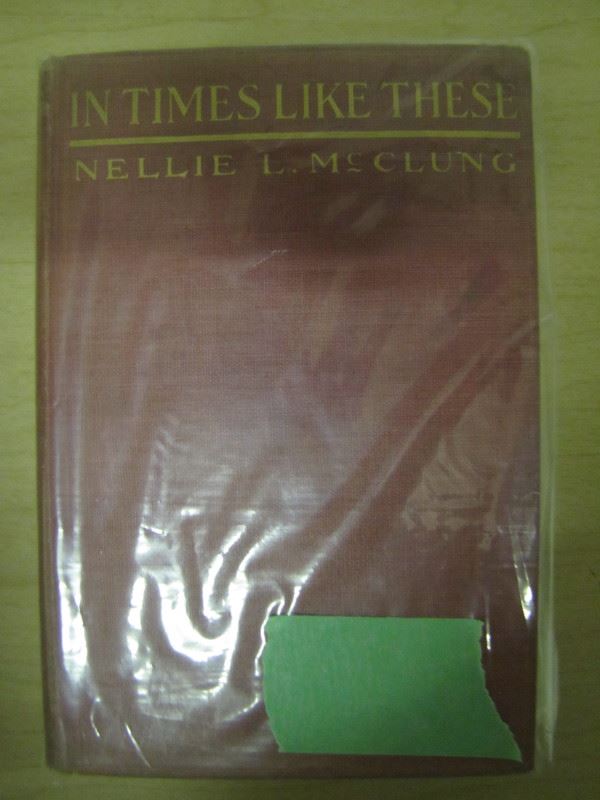 IN TIMES LIKE THESE
NELLIE L. McCLUNG